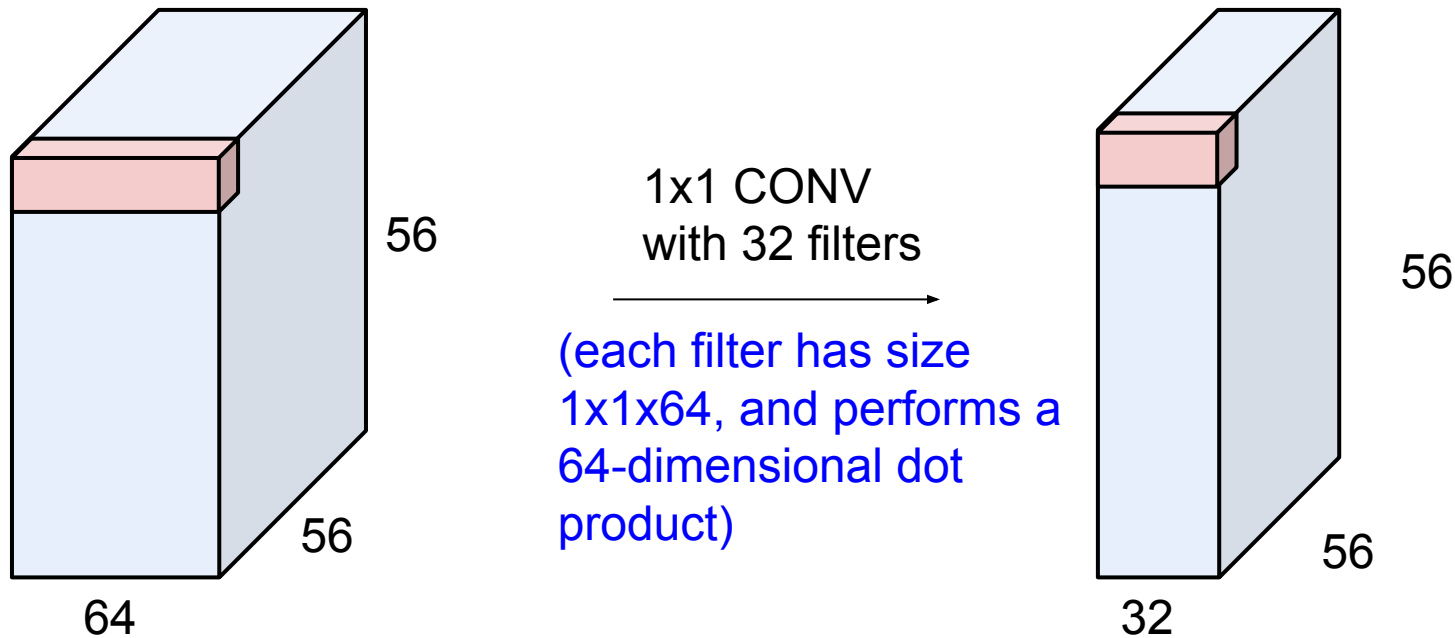 56
56
64
1x1 CONV
with 32 filters
(each filter has size
1x1x64, and performs a
64-dimensional dot
product)
56
56
32